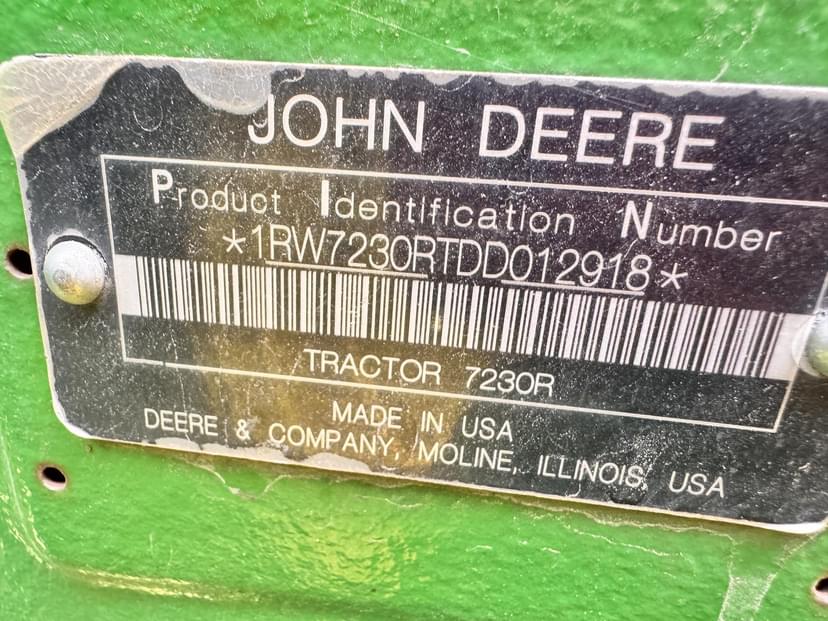 JOHN DEERE
Product Identification Number
*1RW7230RTDD012918*
TRACTOR 7230R
MADE IN USA
DEERE & COMPANY, MOLINE, ILLINOIS, USA